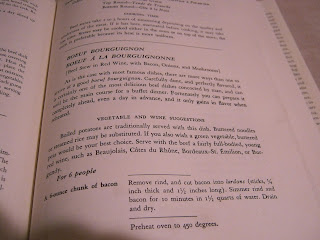 COOKING TIME
BOEUF BOURGUIGNON
BOEUF À LA BOURGUIGNONNE
[Beef Stew in Red Wine, with Bacon, Onions, and Mushrooms]
As is the case with most famous dishes, there are more ways than one to
arrive at a good boeuf bourguignon. Carefully done, and perfectly flavored, it
is certainly one of the most delicious beef dishes concocted by man, and can
well be the main course for a buffet dinner. Fortunately you can prepare it
completely ahead, even a day in advance, and it only gains in flavor when
VEGETABLE AND WINE SUGGESTIONS
Boiled potatoes are traditionally served with this dish. Buttered noodles
or steamed rice may be substituted. If you also wish a green vegetable, buttered
peas would be your best choice. Serve with the beef a fairly full-bodied, young
red wine, such as Beaujolais, Côtes du Rhône, Bordeaux-St. Émilion, or Bur-
gundy.
For 6 people
A 6-ounce chunk of bacon
Remove rind, and cut bacon into lardons (sticks, ¼
inch thick and 1½ inches long). Simmer rind and
bacon for 10 minutes in 1½ quarts of water. Drain
and dry.
Preheat oven to 450 degrees.